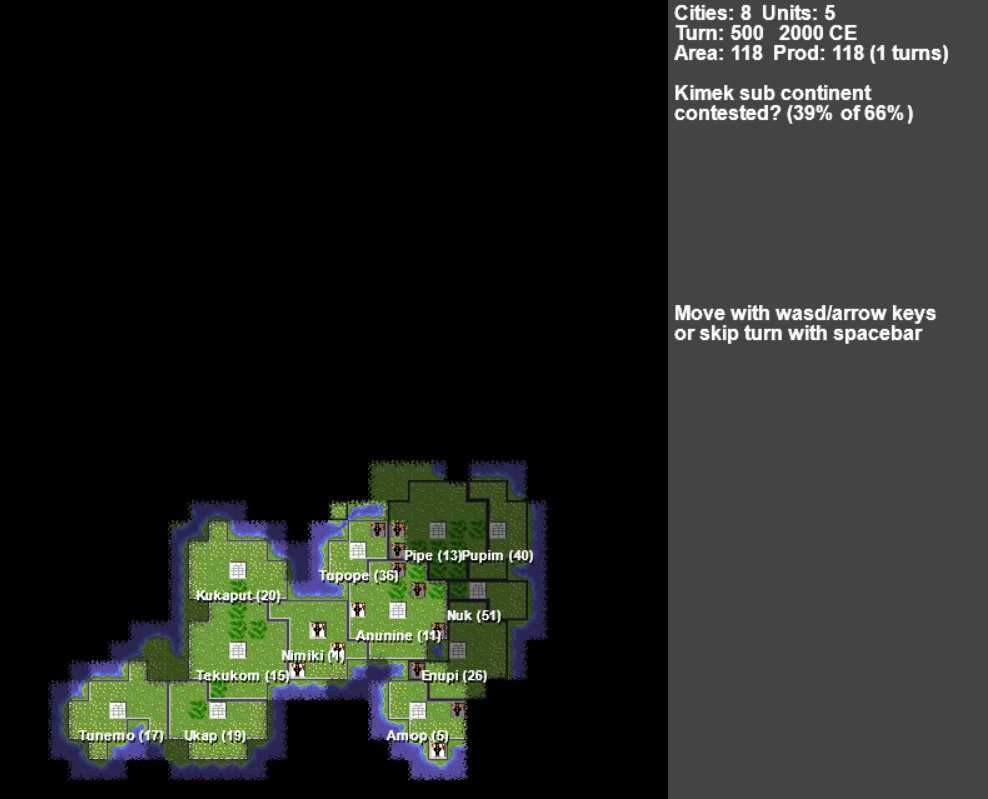 Cities: 8 Units: 5
Turn: 500 2000 CE
Area: 118 Prod: 118 (1 turns)
Kimek sub continent
contested? (39% of 66%)
Move with wasd/arrow keys
or skip turn with spacebar
Pipe (13)
Pupim (40)
Tupope (36)
Kukaput (20)
Nuk (51)
Anunine (11)
Nimiki (1)
Tekukom (15)
Enupi (26)
Tunemo (17)
Ukap (19)
Amop (5)